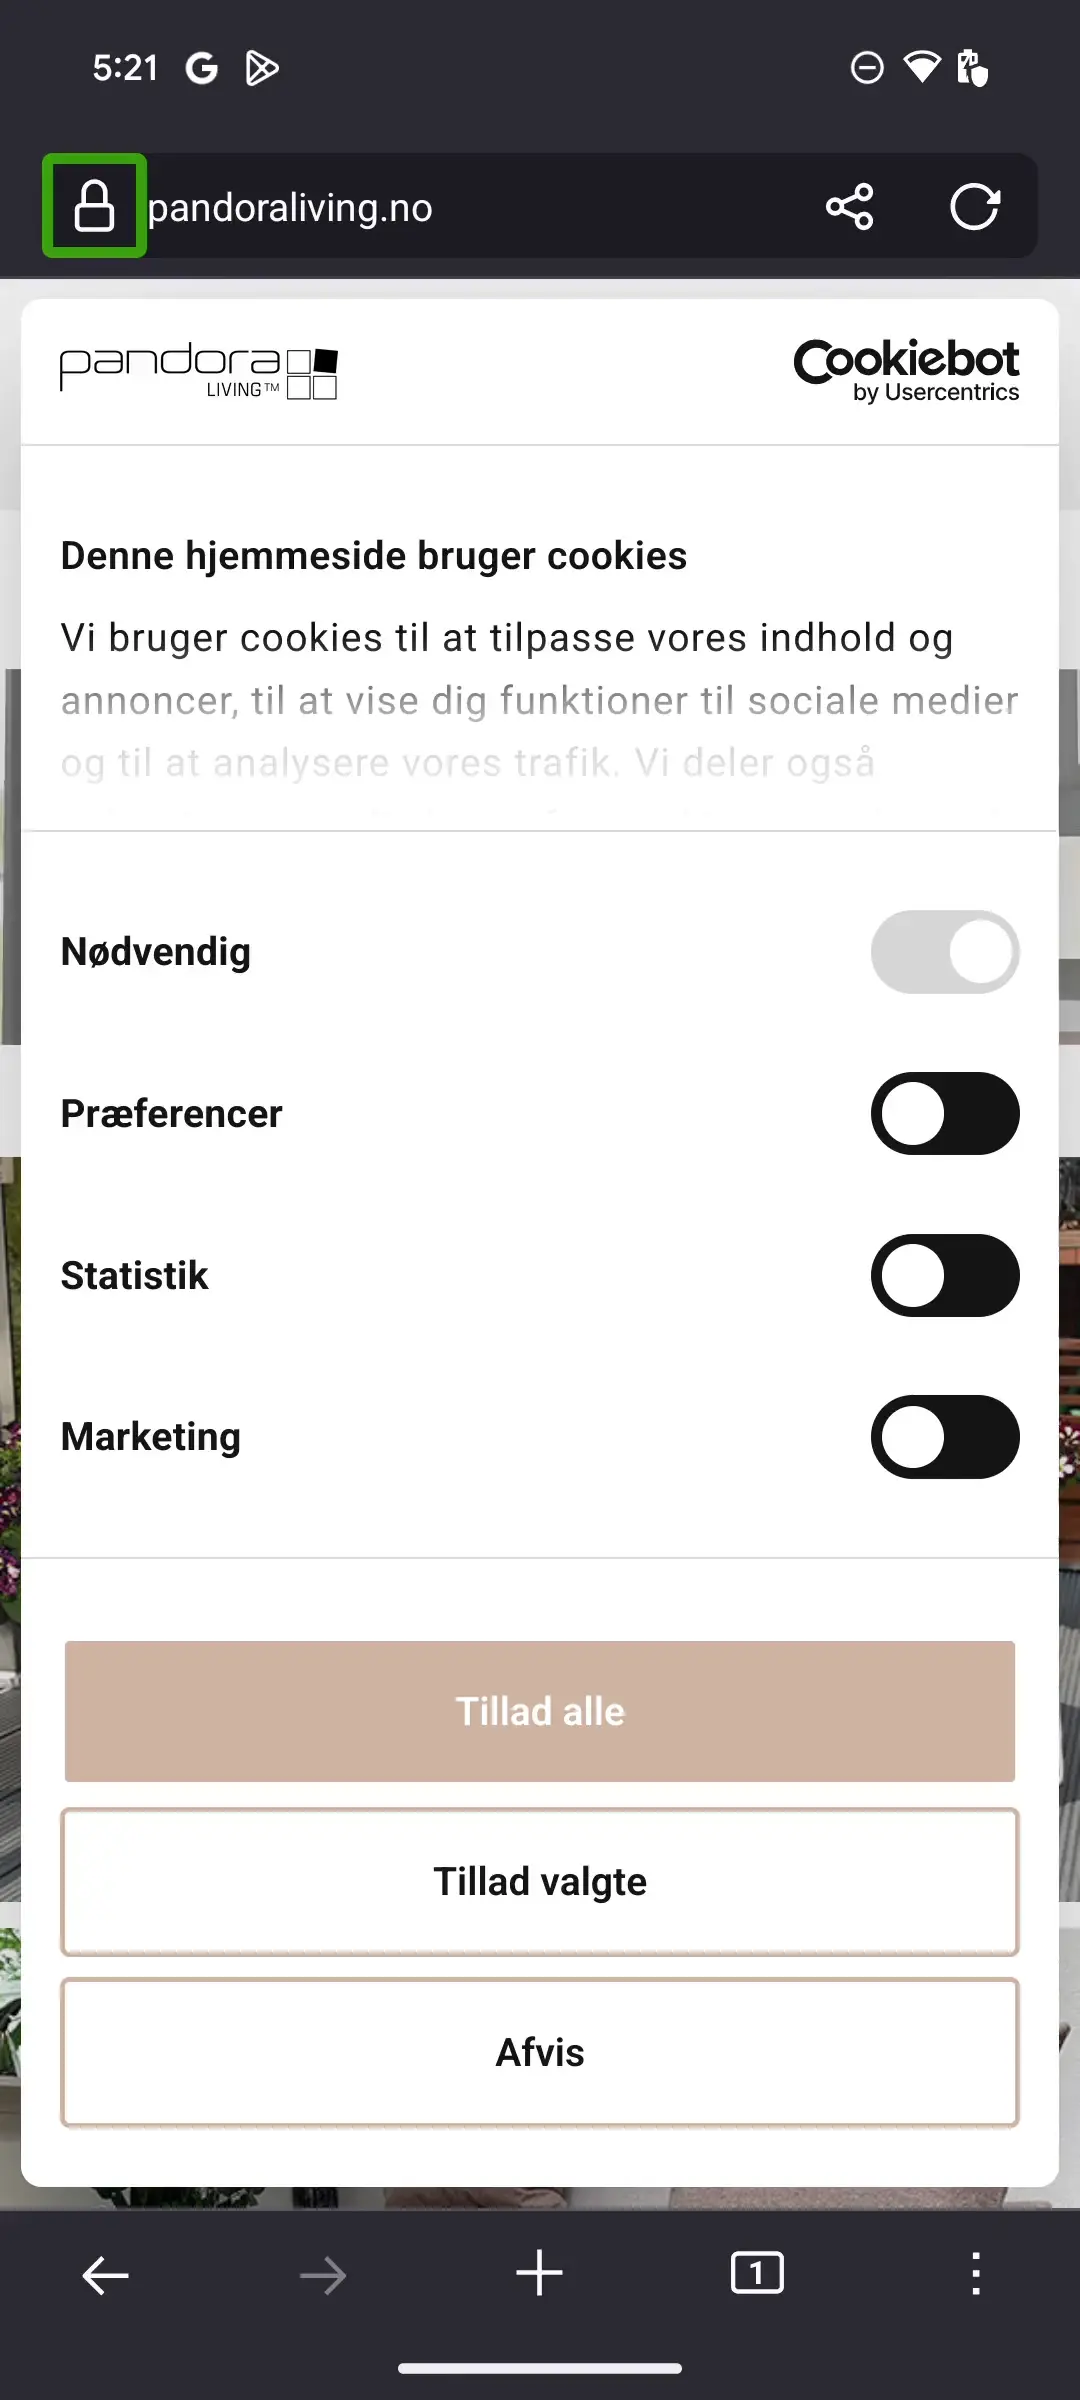 5:21
pandoraliving.no
pandora
LIVING™
Cookiebot
by Usercentrics
Denne hjemmeside bruger cookies
Vi bruger cookies til at tilpasse vores indhold og
annoncer, til at vise dig funktioner til sociale medier
og til at analysere vores trafik. Vi deler også
Nødvendig
Præferencer
Statistik
Marketing
Tillad alle
Tillad valgte
Afvis
1